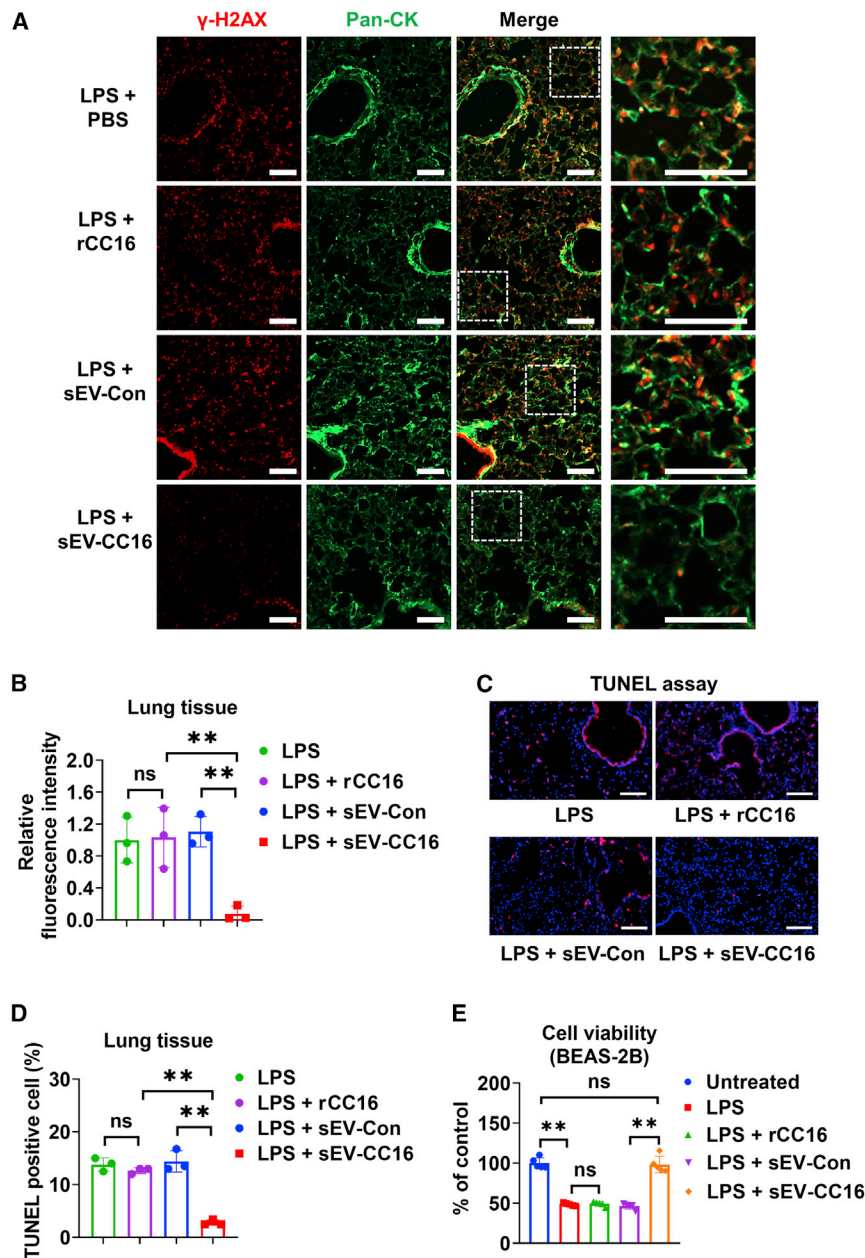 A
γ-H2AX
Pan-CK
Merge
LPS +
PBS
LPS +
rCC16
LPS +
sEV-Con
LPS +
sEV-CC16
B
Lung tissue
Relative
fluorescence intensity
2.0
1.6
1.2
0.8
0.4
0.0
ns
**
**
LPS
LPS + rCC16
LPS + sEV-Con
LPS + sEV-CC16
C
TUNEL assay
LPS
LPS + rCC16
LPS + sEV-Con
LPS + sEV-CC16
D
Lung tissue
TUNEL positive cell (%)
30
20
10
0
ns
**
**
LPS
LPS + rCC16
LPS + sEV-Con
LPS + sEV-CC16
E
Cell viability
(BEAS-2B)
% of control
200
150
100
50
0
ns
**
ns
**
Untreated
LPS
LPS + rCC16
LPS + sEV-Con
LPS + sEV-CC16